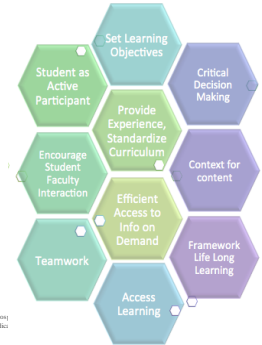 Set Learning
Objectives
Student as
Active
Participant
Critical
Decision
Making
Provide
Experience,
Standardize
Curriculum
Encourage
Student
Faculty
Interaction
Context for
content
Efficient
Access to
Info on
Demand
Teamwork
Framework
Life Long
Learning
Access
Learning